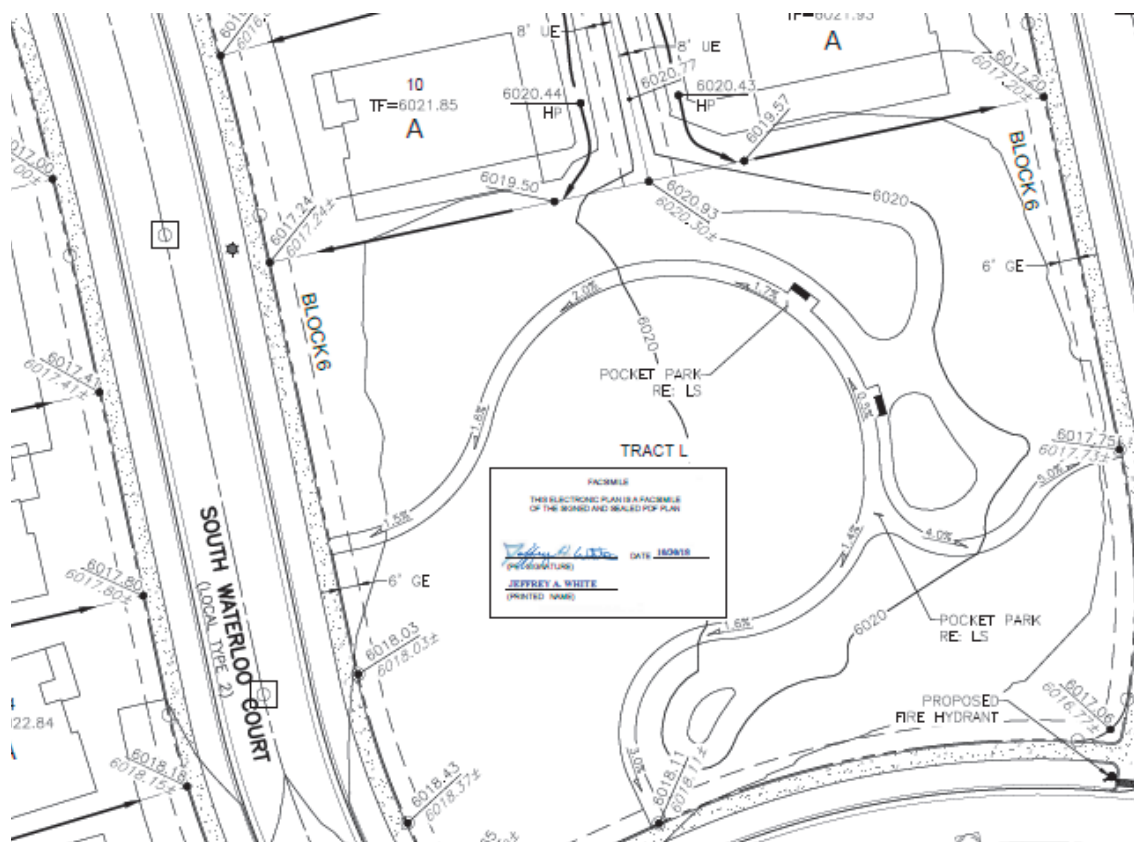 8' UE
8' UE
TF=6021.93
A
10
TF=6021.85
A
6020.44
HP
6020.77
6020.43
HP
6019.57
6017.20
6017.20±
6017.00
6017.24
6017.24±
6019.50
6020.93
6020.30±
6020
BLOCK 6
6' GE
BLOCK 6
2.0%
1.7%
6020
POCKET PARK
RE: LS
6017.41
6017.41±
1.8%
TRACT L
6017.75
6017.73±
5.0%
FACSIMILE
THIS ELECTRONIC PLAN IS A FACSIMILE
OF THE SIGNED AND SEALED PDF PLAN
DATE
JEFFREY A. WHITE
(PRINTED NAME)
1.5%
1.4%
4.0%
6' GE
6017.80
6017.80±
SOUTH WATERLOO COURT
(LOCAL TYPE 2)
1.6%
6020
POCKET PARK
RE: LS
6018.03
6018.03±
22.84
PROPOSED
FIRE HYDRANT
6017.06
6016.77±
6018.18
6018.15±
3.0%
6018.11
6018.11±
6018.43
6018.37±